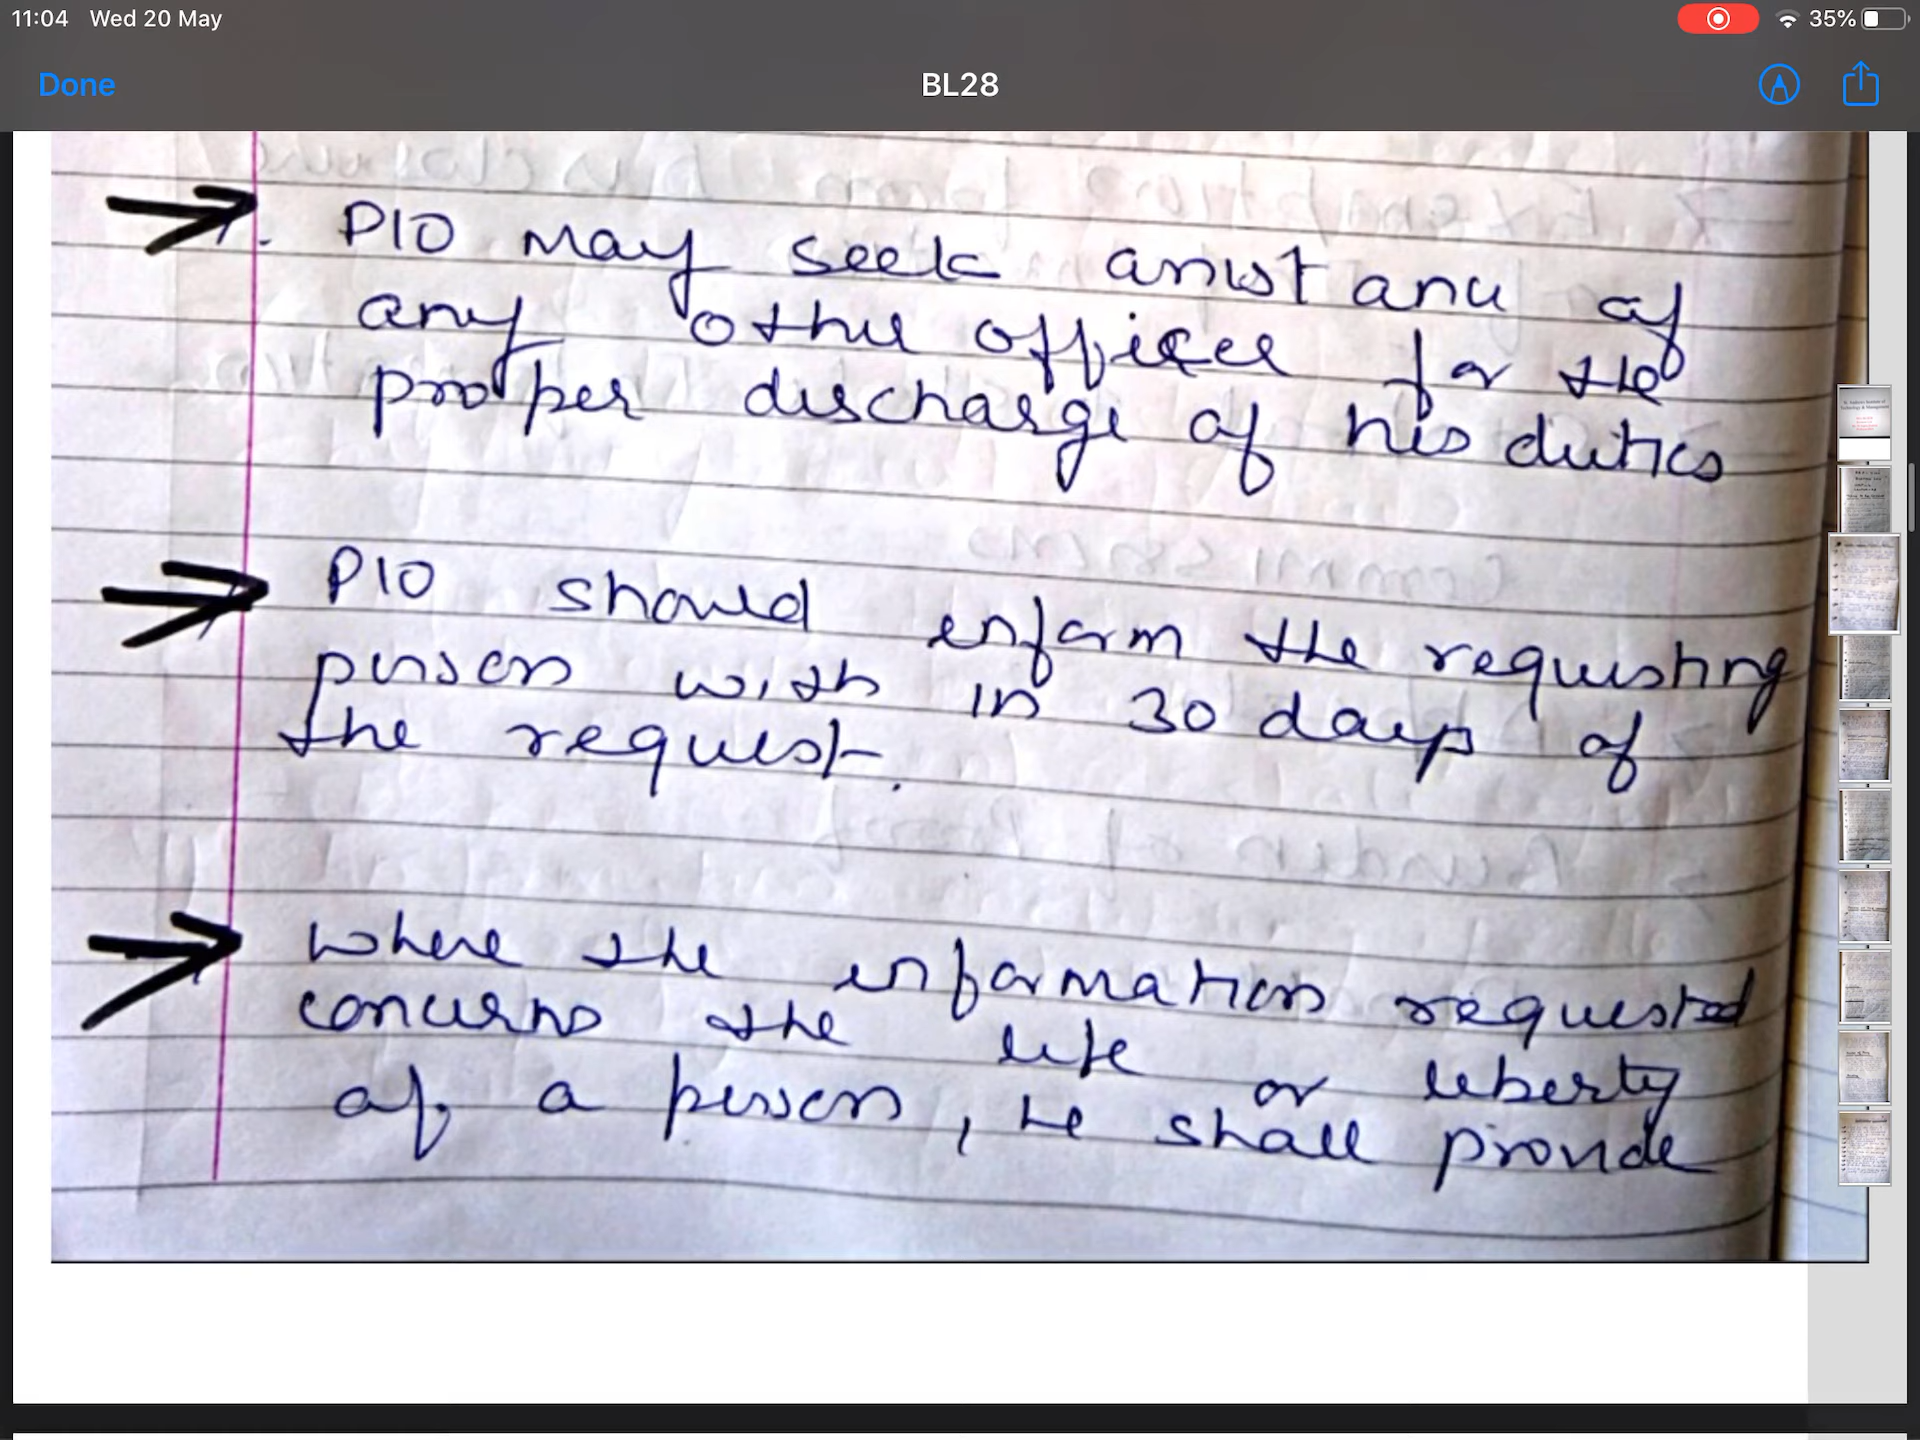 11:04 Wed 20 May
35%
Done
BL28
PIO may seek assistance of
any other officer for the
proper discharge of his duties
PIO should inform the requesting
person with in 30 days of
the request.
Where the information requested
concerns the life or liberty
of a person, he shall provide